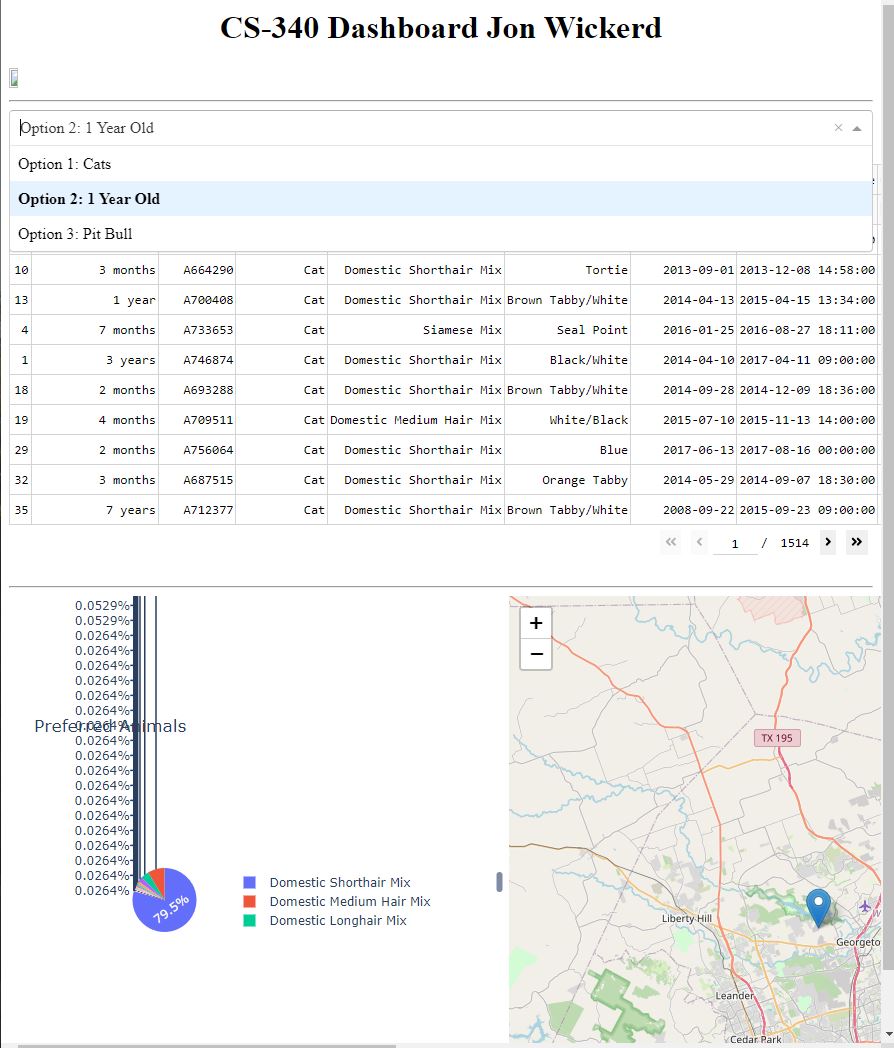 CS-340 Dashboard Jon Wickerd
Option 2: 1 Year Old
Option 1: Cats
Option 2: 1 Year Old
Option 3: Pit Bull
10 3 months A664290 Cat Domestic Shorthair Mix Tortie 2013-09-01 2013-12-08 14:58:00
13 1 year A700408 Cat Domestic Shorthair Mix Brown Tabby/White 2014-04-13 2015-04-15 13:34:00
4 7 months A733653 Cat Siamese Mix Seal Point 2016-01-25 2016-08-27 18:11:00
1 3 years A746874 Cat Domestic Shorthair Mix Black/White 2014-04-10 2017-04-11 09:00:00
18 2 months A693288 Cat Domestic Shorthair Mix Brown Tabby/White 2014-09-28 2014-12-09 18:36:00
19 4 months A709511 Cat Domestic Medium Hair Mix White/Black 2015-07-10 2015-11-13 14:00:00
29 2 months A756064 Cat Domestic Shorthair Mix Blue 2017-06-13 2017-08-16 00:00:00
32 3 months A687515 Cat Domestic Shorthair Mix Orange Tabby 2014-05-29 2014-09-07 18:30:00
35 7 years A712377 Cat Domestic Shorthair Mix Brown Tabby/White 2008-09-22 2015-09-23 09:00:00
1 / 1514
0.0529%
0.0529%
0.0264%
0.0264%
0.0264%
0.0264%
0.0264%
0.0264%
0.0264%
Preferred Animals
0.0264%
0.0264%
0.0264%
0.0264%
0.0264%
0.0264%
0.0264%
0.0264%
0.0264%
0.0264%
0.0264%
79.5%
Domestic Shorthair Mix
Domestic Medium Hair Mix
Domestic Longhair Mix
+
−
TX 195
Liberty Hill
Georgeto
Leander
Cedar Park